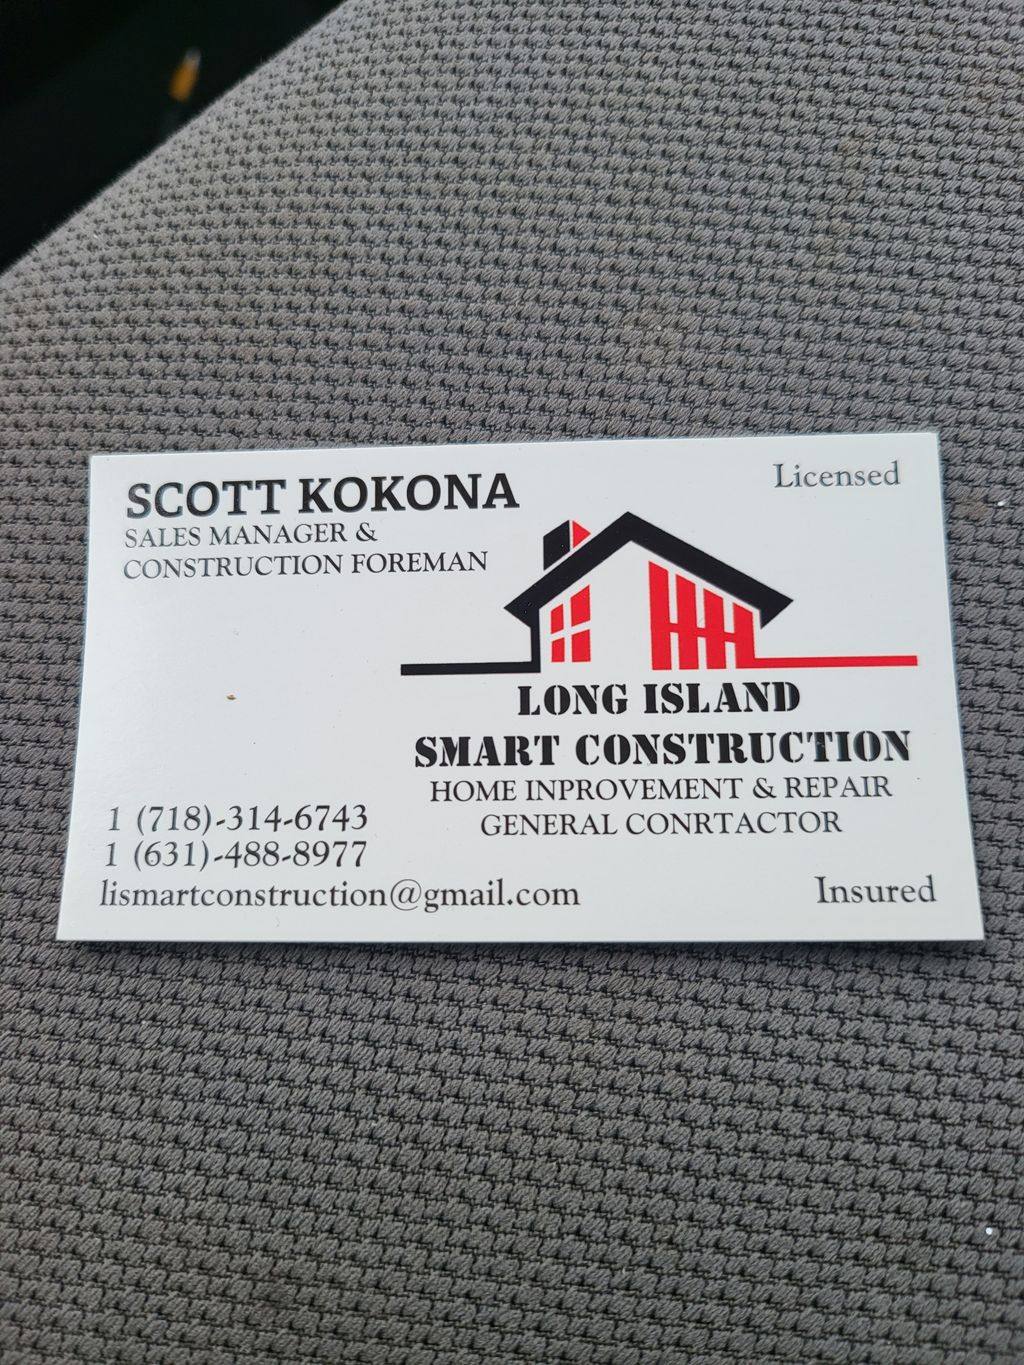 SCOTT KOKONA
SALES MANAGER &
CONSTRUCTION FOREMAN
Licensed
LONG ISLAND
SMART CONSTRUCTION
HOME INPROVEMENT & REPAIR
GENERAL CONRTACTOR
1 (718)-314-6743
1 (631)-488-8977
lismartconstruction@gmail.com
Insured